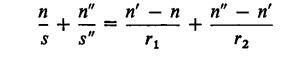 n/s + n″/s″ = (n′ − n)/r₁ + (n″ − n′)/r₂